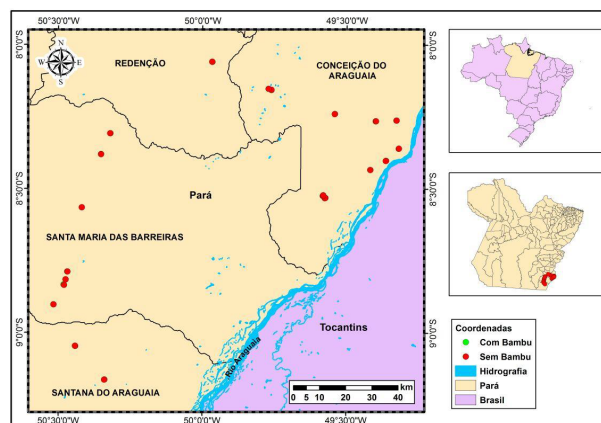 50°30'0"W 50°0'0"W 49°30'0"W
8°0'0"S
8°0'0"S
N
W E
S
REDENÇÃO
CONCEIÇÃO DO
ARAGUAIA
8°30'0"S
8°30'0"S
Pará
SANTA MARIA DAS BARREIRAS
9°0'0"S
9°0'0"S
Tocantins
Rio Araguaia
SANTANA DO ARAGUAIA
km
0 5 10 20 30 40
50°30'0"W 50°0'0"W 49°30'0"W
Coordenadas
Com Bambu
Sem Bambu
Hidrografia
Pará
Brasil